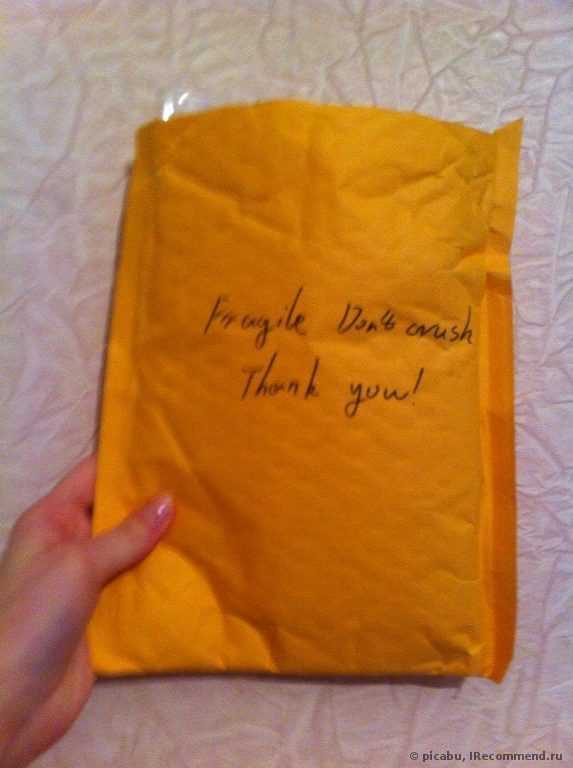 Fragile Don't crush
Thank you!
© picabu, IRecommend.ru